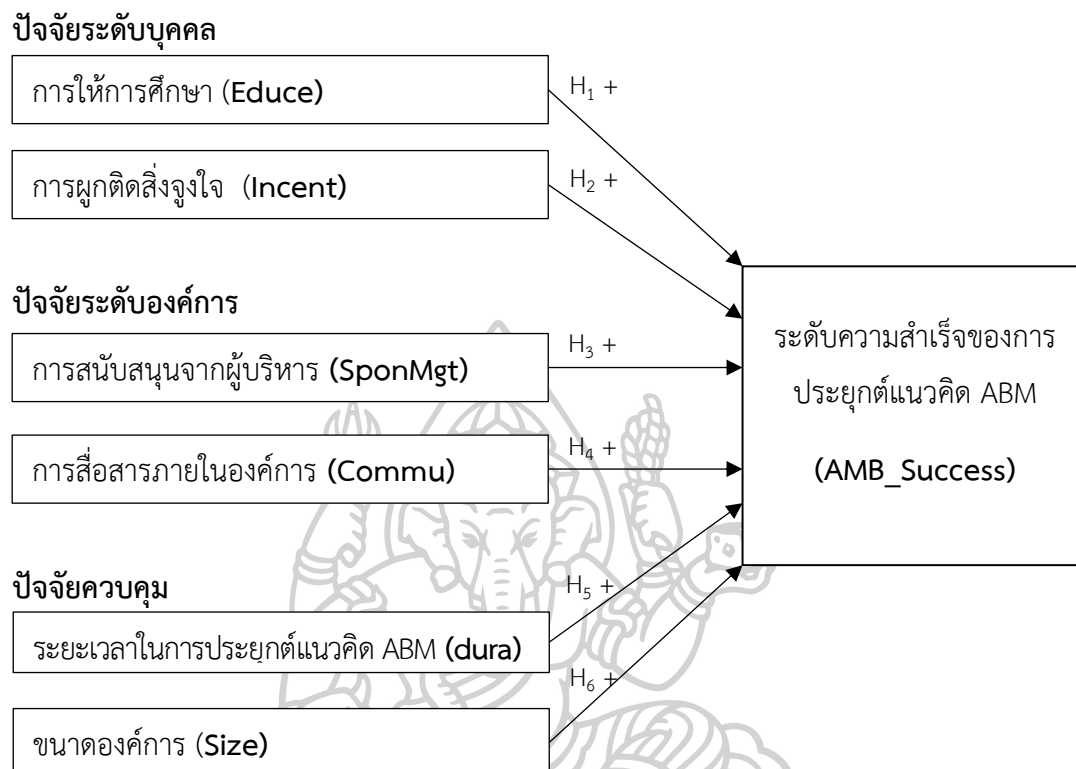 ปัจจัยระดับบุคคล
การให้การศึกษา (Educe)
H1 +
การผูกติดสิ่งจูงใจ (Incent)
H2 +
ปัจจัยระดับองค์การ
การสนับสนุนจากผู้บริหาร (SponMgt)
H3 +
การสื่อสารภายในองค์การ (Commu)
H4 +
ปัจจัยควบคุม
ระยะเวลาในการประยุกต์แนวคิด ABM (dura)
H5 +
ขนาดองค์การ (Size)
H6 +
ระดับความสำเร็จของการ
ประยุกต์แนวคิด ABM
(AMB_Success)